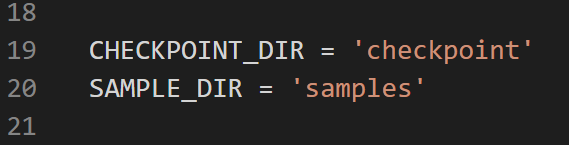 18
19 CHECKPOINT_DIR = 'checkpoint'
20 SAMPLE_DIR = 'samples'
21